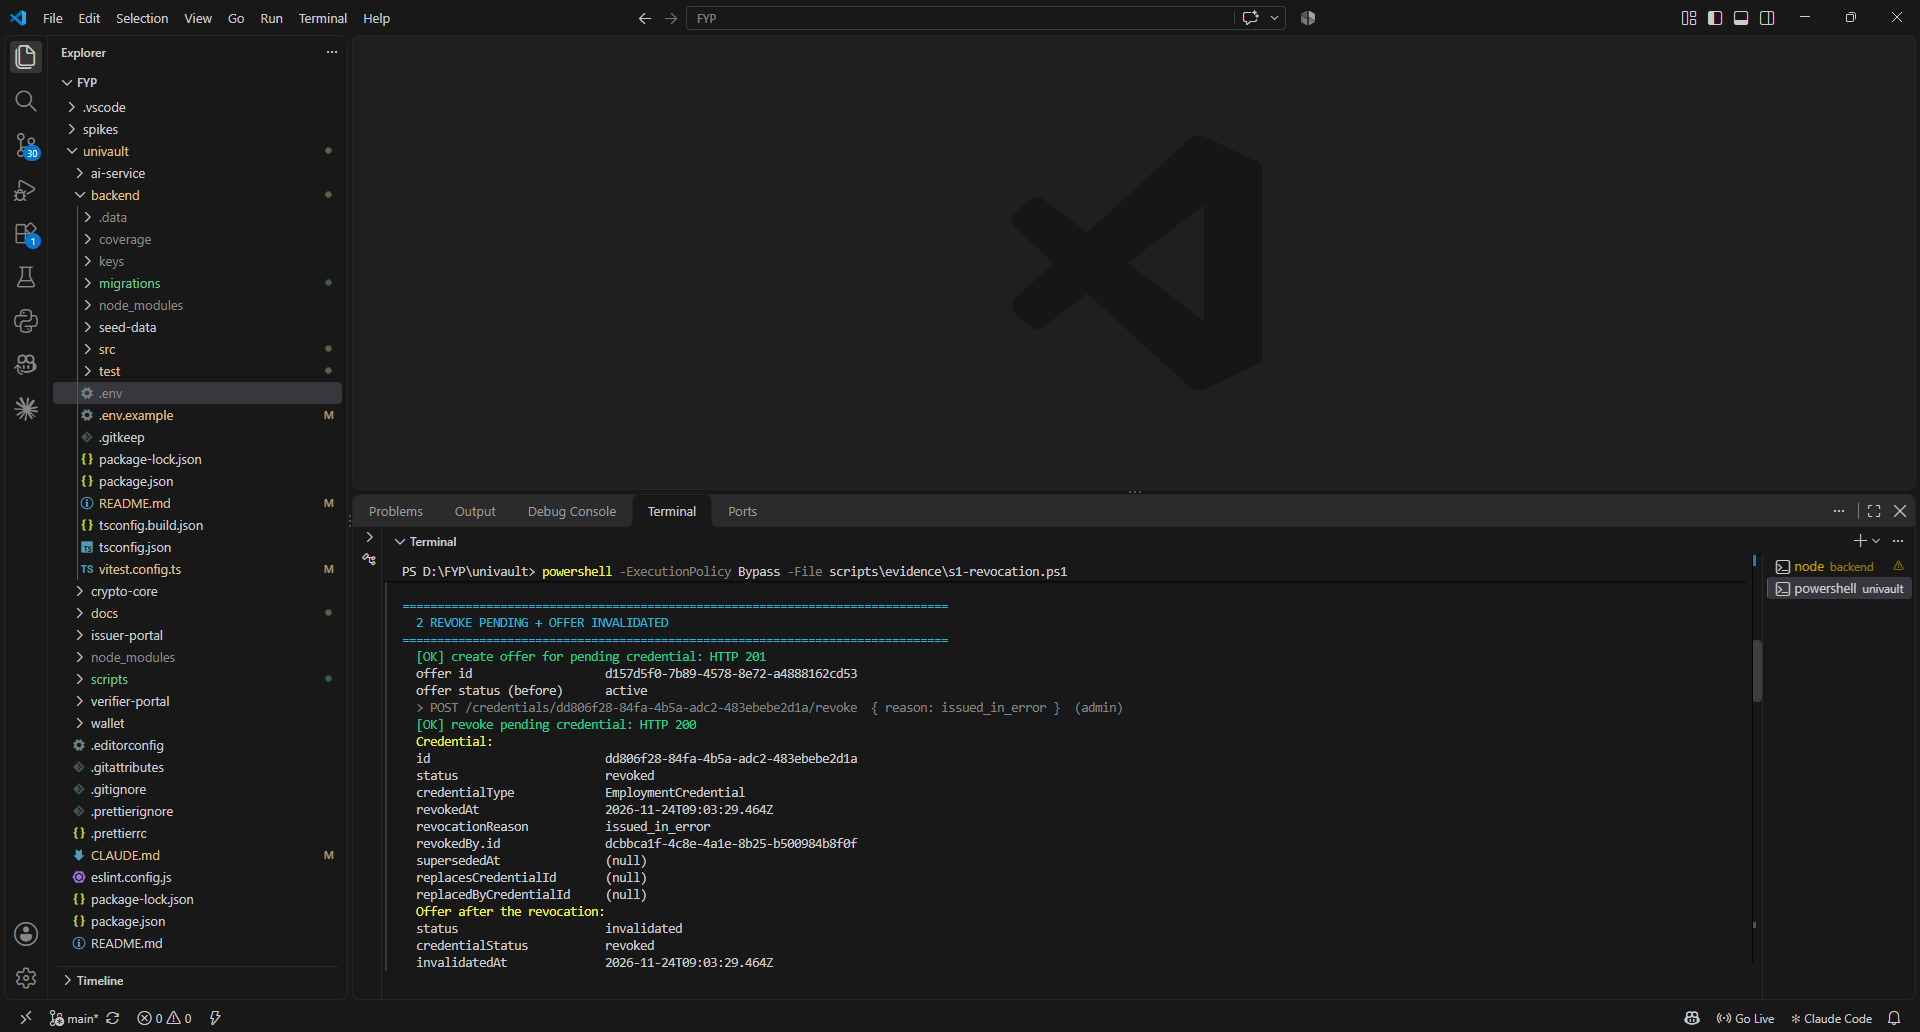 File Edit Selection View Go Run Terminal Help
FYP
Explorer
FYP
.vscode
spikes
univault
ai-service
backend
.data
coverage
keys
migrations
node_modules
seed-data
src
test
.env
.env.example M
.gitkeep
package-lock.json
package.json
README.md M
tsconfig.build.json
tsconfig.json
TS vitest.config.ts M
crypto-core
docs
issuer-portal
node_modules
scripts
verifier-portal
wallet
.editorconfig
.gitattributes
.gitignore
.prettierignore
.prettierrc
CLAUDE.md M
eslint.config.js
package-lock.json
package.json
README.md
Timeline
30
1
Problems Output Debug Console Terminal Ports
Terminal
PS D:\FYP\univault> powershell -ExecutionPolicy Bypass -File scripts\evidence\s1-revocation.ps1
==============================================================================
2 REVOKE PENDING + OFFER INVALIDATED
==============================================================================
[OK] create offer for pending credential: HTTP 201
offer id d157d5f0-7b89-4578-8e72-a4888162cd53
offer status (before) active
> POST /credentials/dd806f28-84fa-4b5a-adc2-483ebebe2d1a/revoke { reason: issued_in_error } (admin)
[OK] revoke pending credential: HTTP 200
Credential:
id dd806f28-84fa-4b5a-adc2-483ebebe2d1a
status revoked
credentialType EmploymentCredential
revokedAt 2026-11-24T09:03:29.464Z
revocationReason issued_in_error
revokedBy.id dcbbca1f-4c8e-4a1e-8b25-b500984b8f0f
supersededAt (null)
replacesCredentialId (null)
replacedByCredentialId (null)
Offer after the revocation:
status invalidated
credentialStatus revoked
invalidatedAt 2026-11-24T09:03:29.464Z
node backend
powershell univault
main* 0 0
Go Live Claude Code